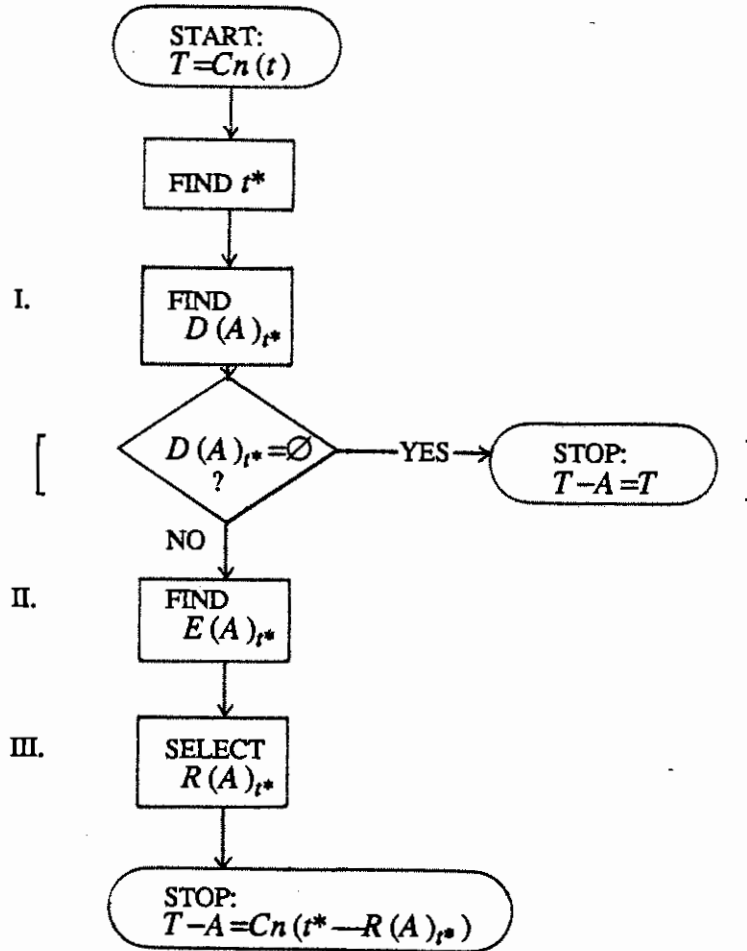 START:
T=Cn(t)
FIND t*
I.
FIND
D(A)t*
[
D(A)t*=∅
?
YES
STOP:
T-A=T
]
NO
II.
FIND
E(A)t*
III.
SELECT
R(A)t*
STOP:
T-A=Cn(t*—R(A)t*)